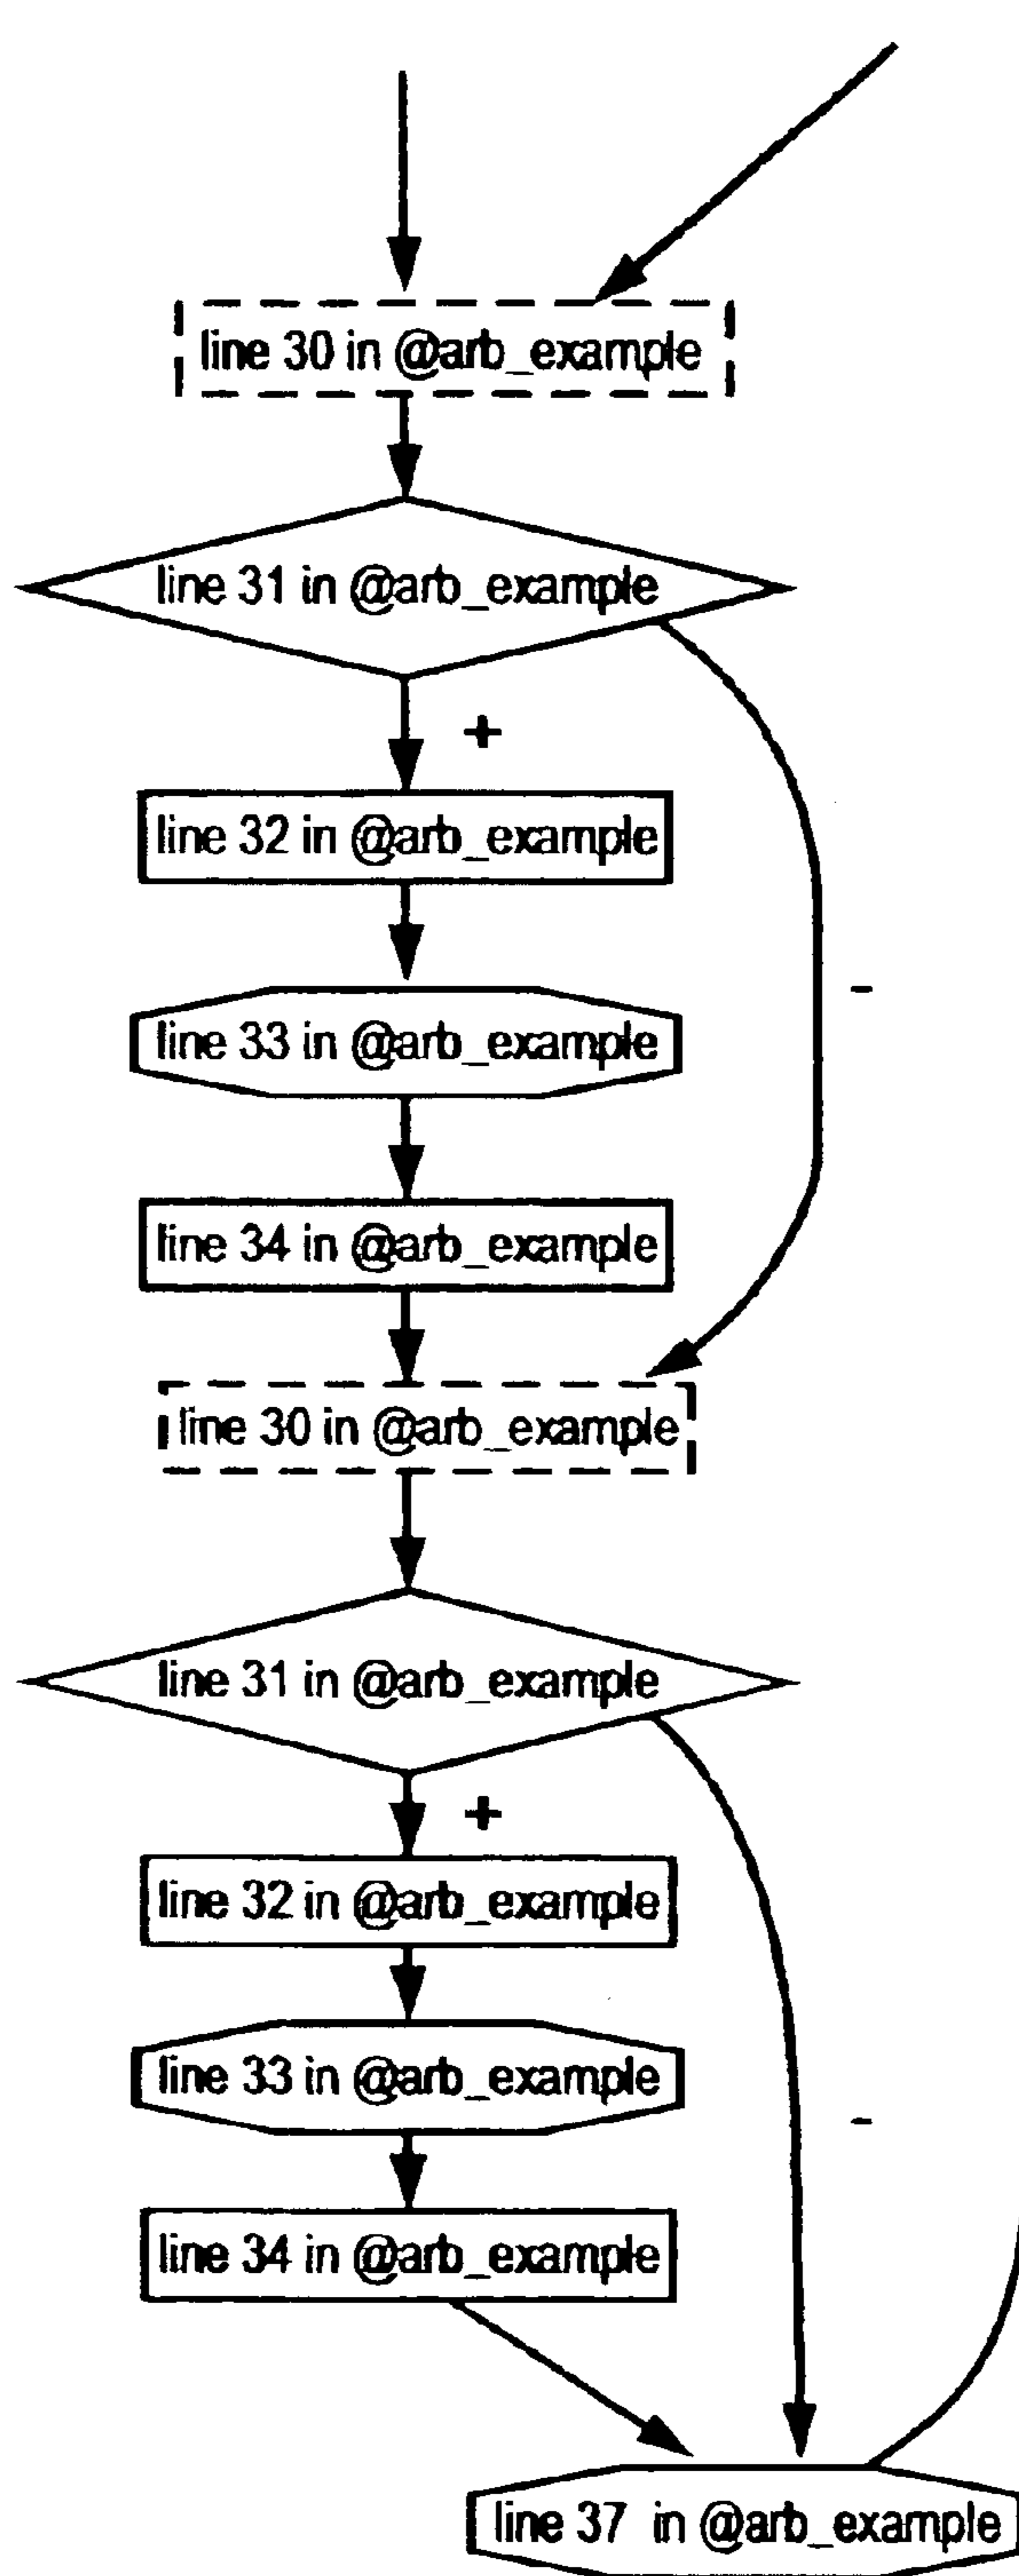 line 30 in @arb_example
line 31 in @arb_example
+
line 32 in @arb_example
-
line 33 in @arb_example
line 34 in @arb_example
line 30 in @arb_example
line 31 in @arb_example
+
line 32 in @arb_example
line 33 in @arb_example
-
line 34 in @arb_example
line 37 in @arb_example